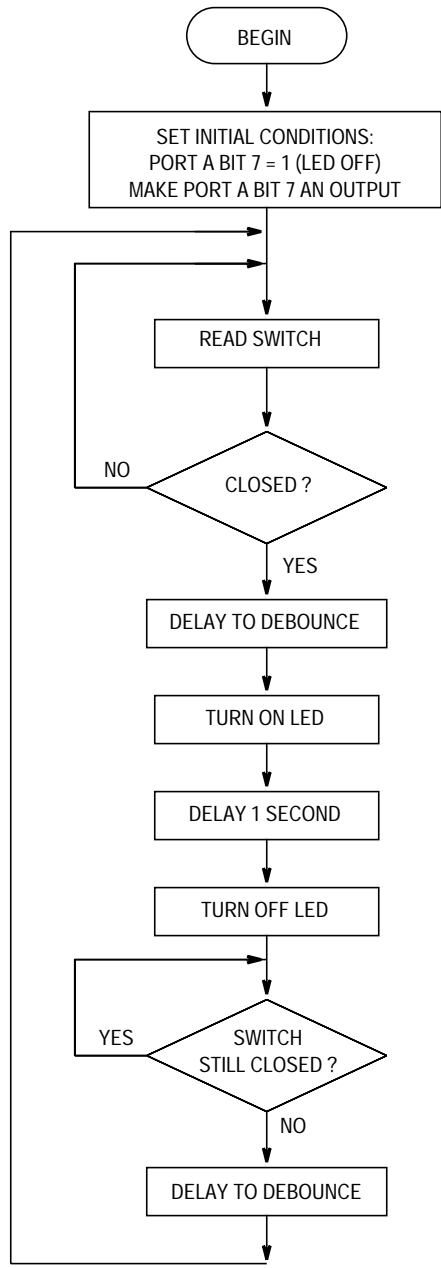 BEGIN
SET INITIAL CONDITIONS:
PORT A BIT 7 = 1 (LED OFF)
MAKE PORT A BIT 7 AN OUTPUT
READ SWITCH
NO
CLOSED ?
YES
DELAY TO DEBOUNCE
TURN ON LED
DELAY 1 SECOND
TURN OFF LED
YES
SWITCH
STILL CLOSED ?
NO
DELAY TO DEBOUNCE